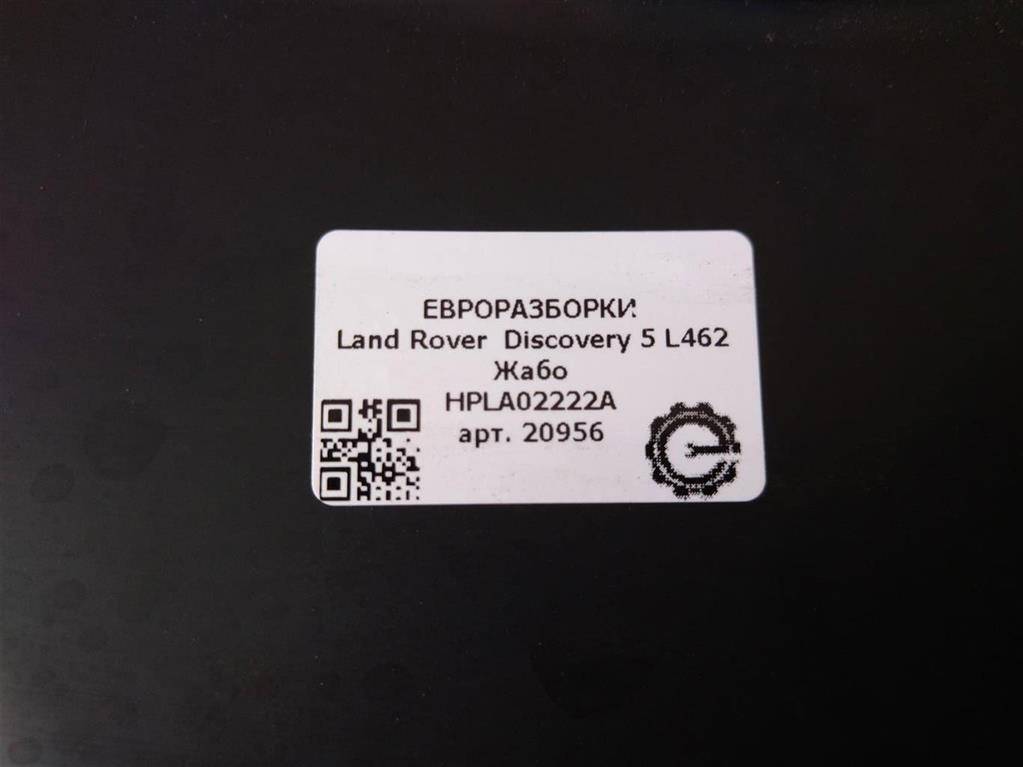 ЕВРОРАЗБОРКИ
Land Rover Discovery 5 L462
Жабо
HPLA02222A
арт. 20956